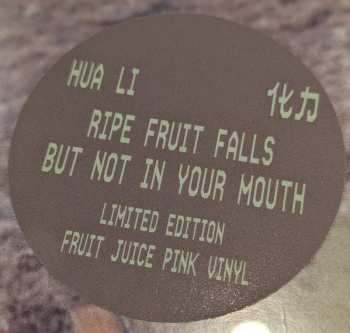 HUA LI 化力
RIPE FRUIT FALLS
BUT NOT IN YOUR MOUTH
LIMITED EDITION
FRUIT JUICE PINK VINYL